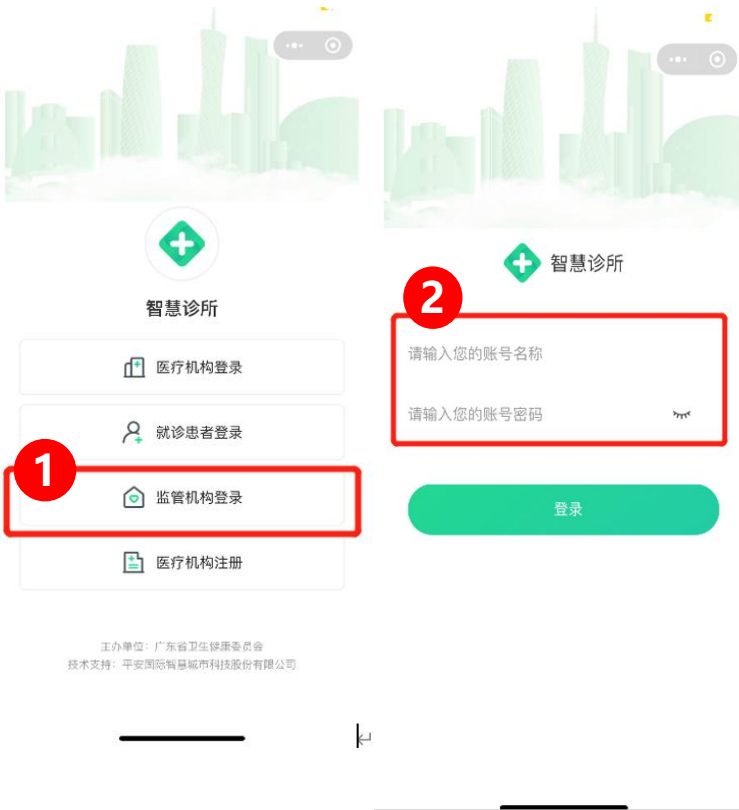 智慧诊所
医疗机构登录
就诊患者登录
1
监管机构登录
医疗机构注册
主办单位：广东省卫生健康委员会
技术支持：平安国际智慧城市科技股份有限公司
智慧诊所
2
请输入您的账号名称
请输入您的账号密码
登录